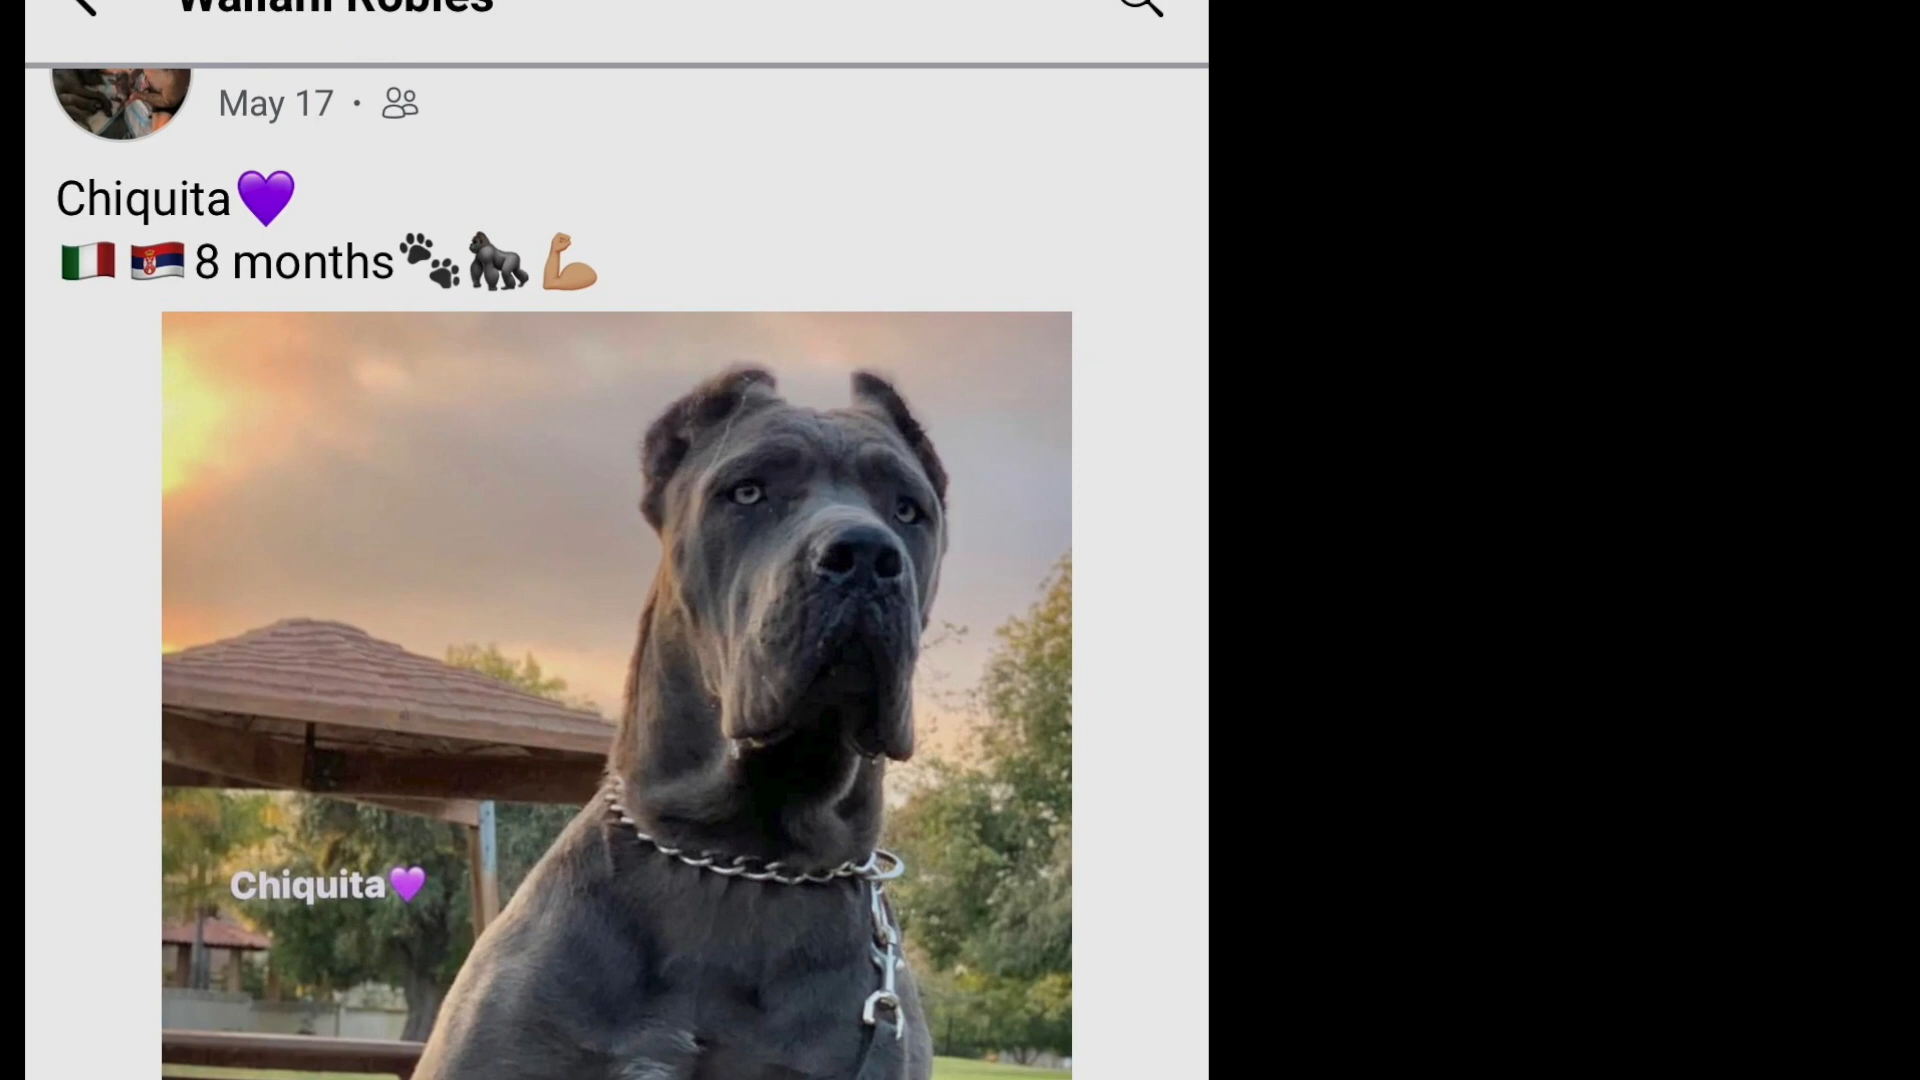 May 17 ·
Chiquita💜
🇮🇹 🇷🇸 8 months🐾🦍💪🏼
Chiquita💜